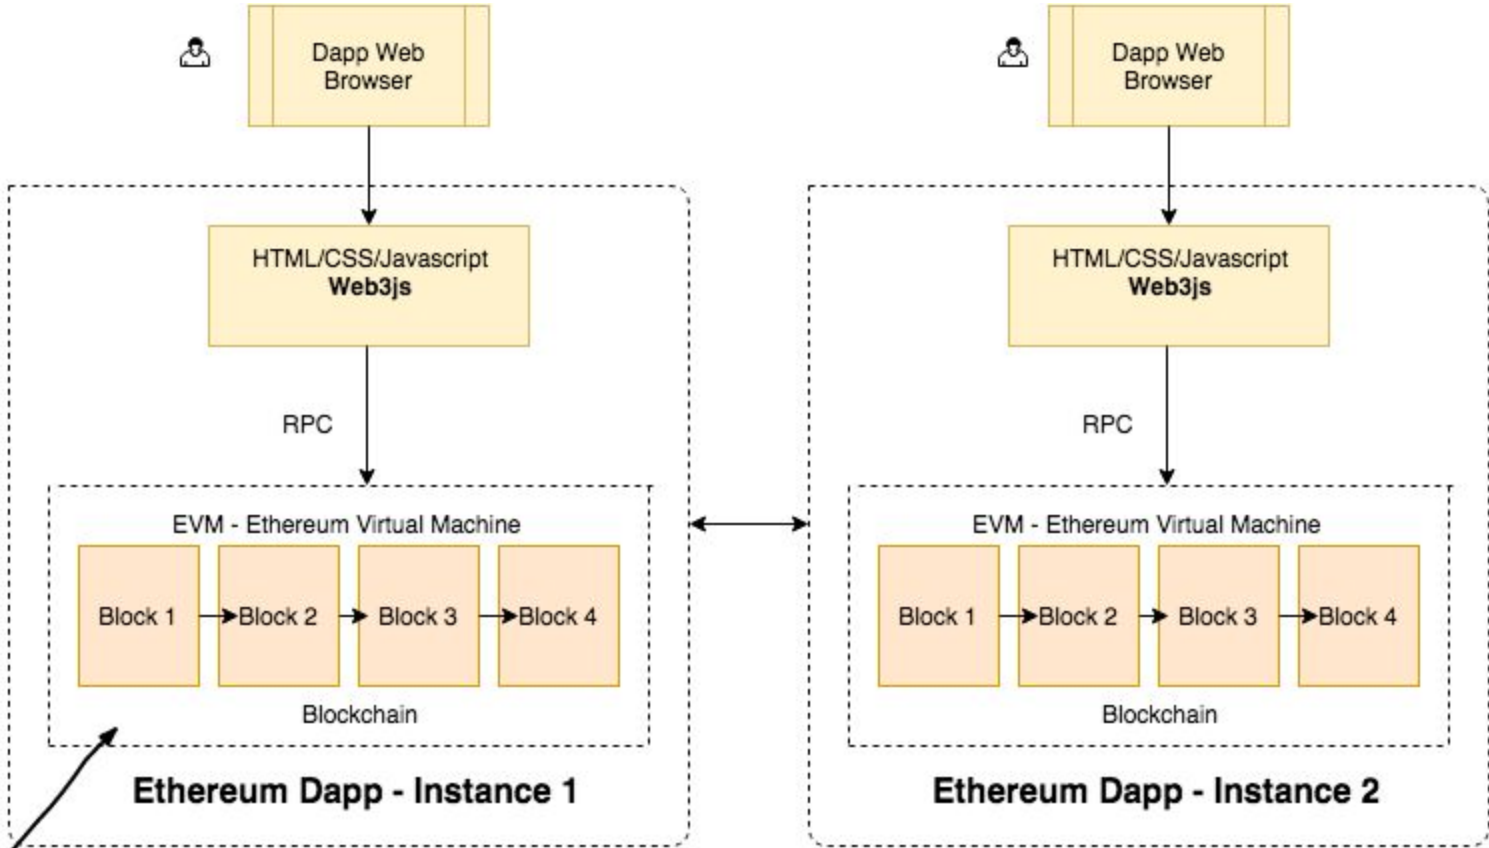 Dapp Web
Browser
HTML/CSS/Javascript
Web3js
RPC
EVM - Ethereum Virtual Machine
Block 1
Block 2
Block 3
Block 4
Blockchain
Ethereum Dapp - Instance 1
Dapp Web
Browser
HTML/CSS/Javascript
Web3js
RPC
EVM - Ethereum Virtual Machine
Block 1
Block 2
Block 3
Block 4
Blockchain
Ethereum Dapp - Instance 2